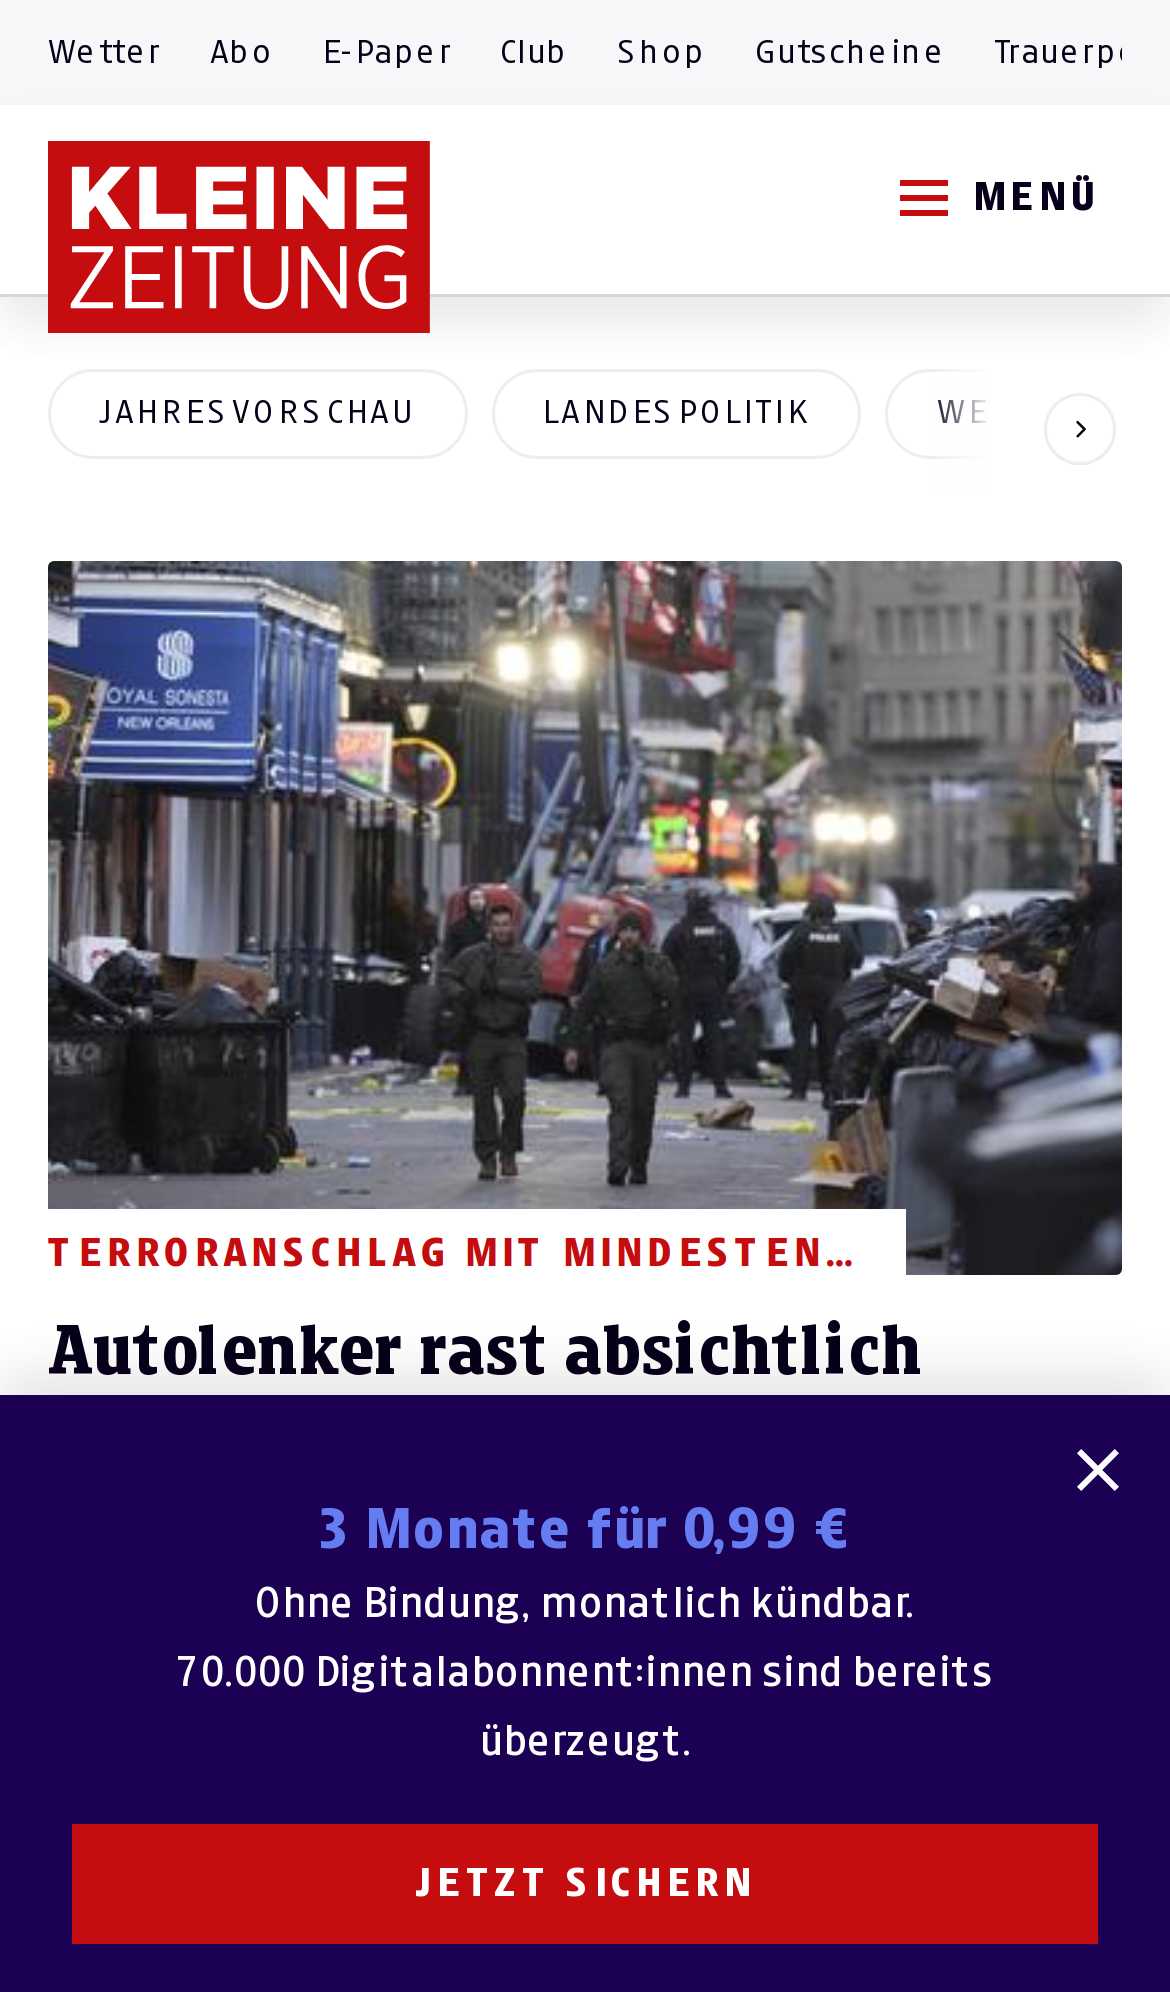 Wetter Abo E-Paper Club Shop Gutscheine Trauerpo
KLEINE
ZEITUNG
MENÜ
JAHRESVORSCHAU LANDESPOLITIK WE
ROYAL SONESTA
NEW ORLEANS
POLICE
TERRORANSCHLAG MIT MINDESTEN…
Autolenker rast absichtlich
3 Monate für 0,99 €
Ohne Bindung, monatlich kündbar.
70.000 Digitalabonnent:innen sind bereits
überzeugt.
JETZT SICHERN